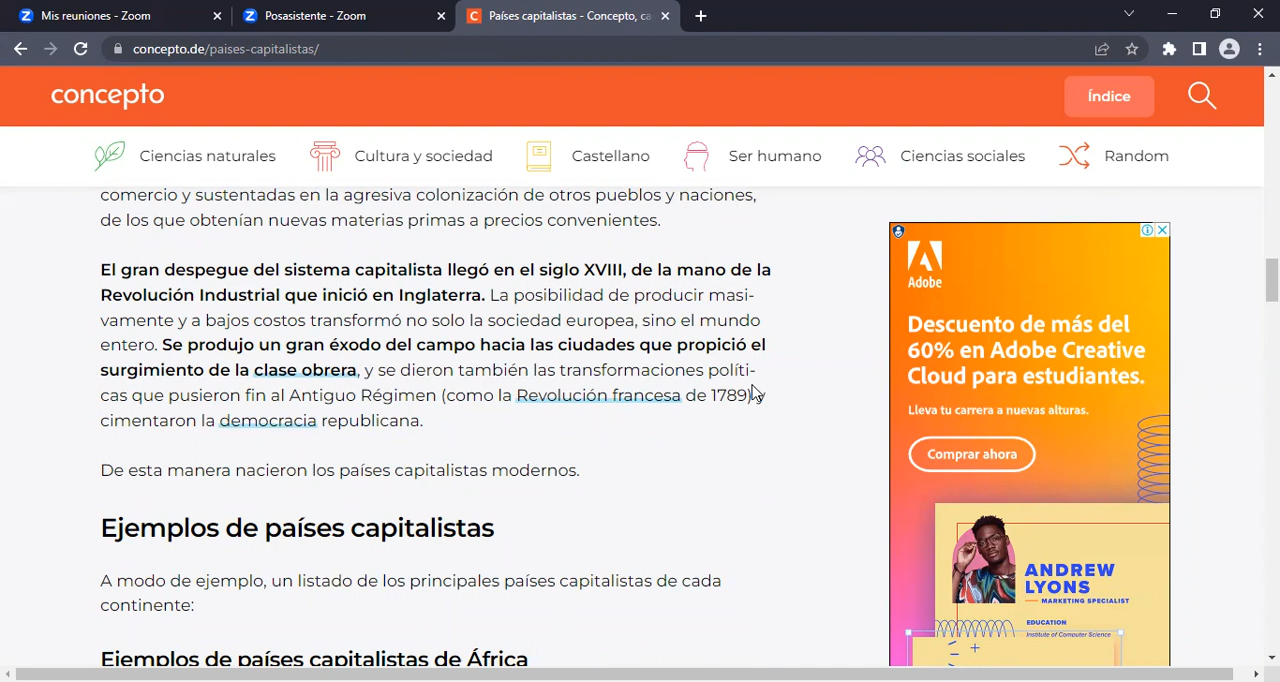 Mis reuniones - Zoom
Posasistente - Zoom
Países capitalistas - Concepto, ca
concepto.de/paises-capitalistas/
concepto
Índice
Ciencias naturales
Cultura y sociedad
Castellano
Ser humano
Ciencias sociales
Random
comercio y sustentadas en la agresiva colonización de otros pueblos y naciones,
de los que obtenían nuevas materias primas a precios convenientes.
El gran despegue del sistema capitalista llegó en el siglo XVIII, de la mano de la
Revolución Industrial que inició en Inglaterra. La posibilidad de producir masi-
vamente y a bajos costos transformó no solo la sociedad europea, sino el mundo
entero. Se produjo un gran éxodo del campo hacia las ciudades que propició el
surgimiento de la clase obrera, y se dieron también las transformaciones políti-
cas que pusieron fin al Antiguo Régimen (como la Revolución francesa de 1789) y
cimentaron la democracia republicana.
De esta manera nacieron los países capitalistas modernos.
Ejemplos de países capitalistas
A modo de ejemplo, un listado de los principales países capitalistas de cada
continente:
Ejemplos de países capitalistas de África
Adobe
Descuento de más del
60% en Adobe Creative
Cloud para estudiantes.
Lleva tu carrera a nuevas alturas.
Comprar ahora
ANDREW
LYONS
MARKETING SPECIALIST
EDUCATION
Institute of Computer Science